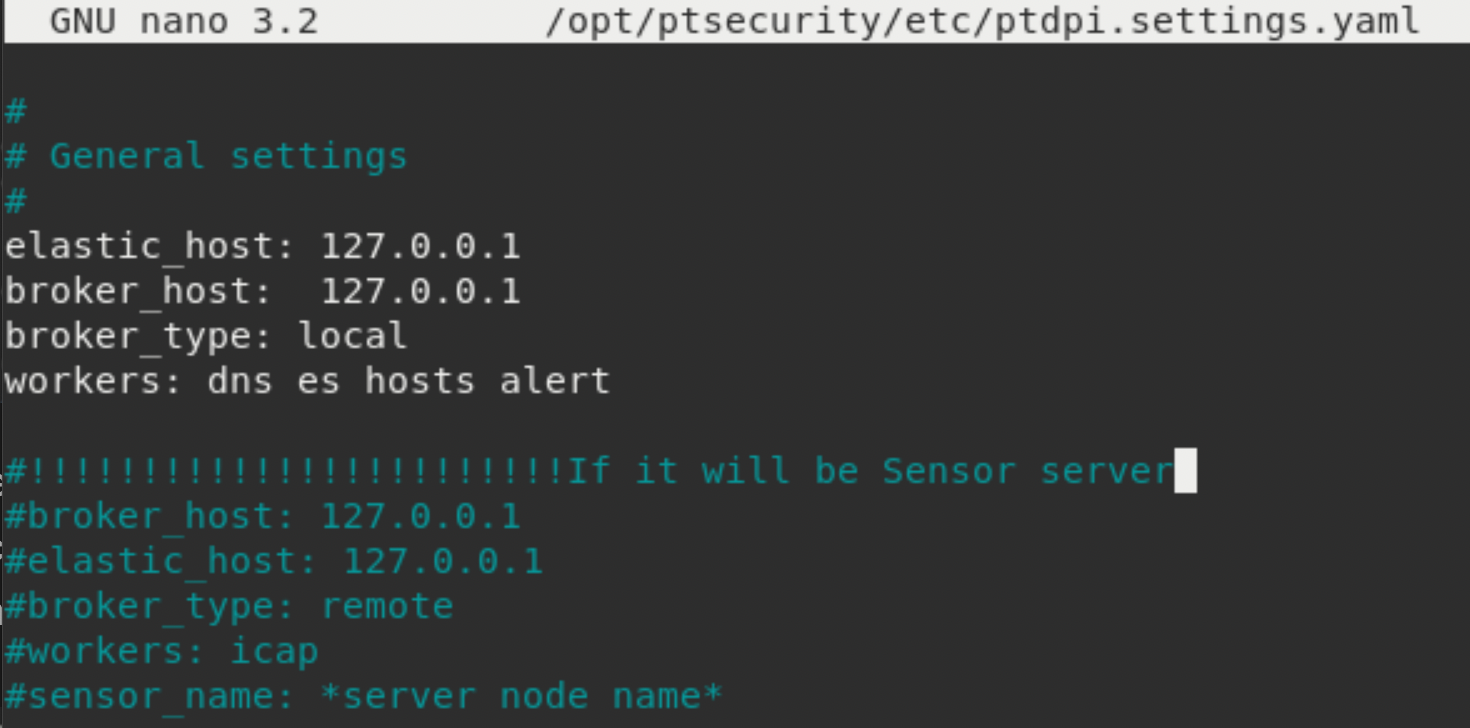 GNU nano 3.2 /opt/ptsecurity/etc/ptdpi.settings.yaml
#
# General settings
#
elastic_host: 127.0.0.1
broker_host:  127.0.0.1
broker_type: local
workers: dns es hosts alert
#!!!!!!!!!!!!!!!!!!!!!!!!If it will be Sensor server
#broker_host: 127.0.0.1
#elastic_host: 127.0.0.1
#broker_type: remote
#workers: icap
#sensor_name: *server node name*